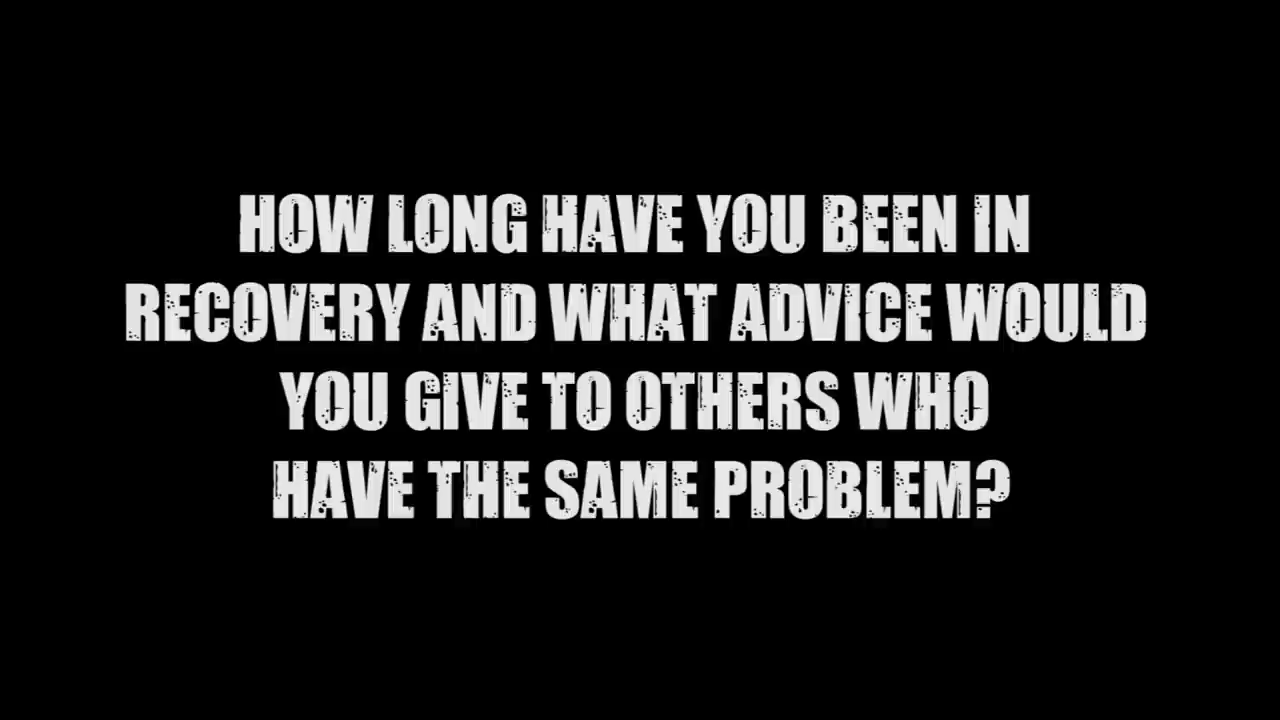 HOW LONG HAVE YOU BEEN IN
RECOVERY AND WHAT ADVICE WOULD
YOU GIVE TO OTHERS WHO
HAVE THE SAME PROBLEM?